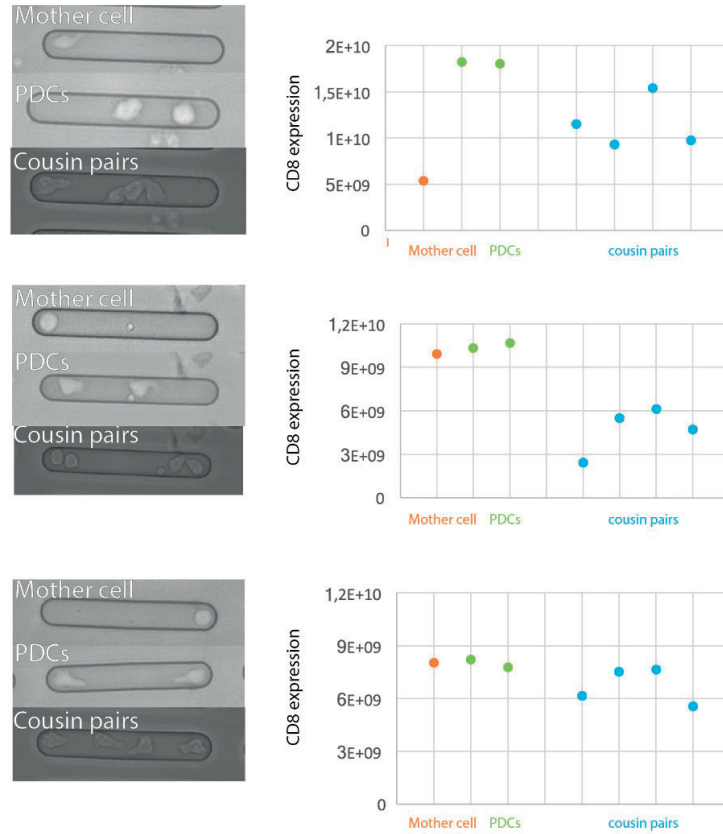 Mother cell
PDCs
Cousin pairs
CD8 expression
2E+10
1,5E+10
1E+10
5E+09
0
Mother cell PDCs cousin pairs
Mother cell
PDCs
Cousin pairs
CD8 expression
1,2E+10
9E+09
6E+09
3E+09
0
Mother cell PDCs cousin pairs
Mother cell
PDCs
Cousin pairs
CD8 expression
1,2E+10
9E+09
6E+09
3E+09
0
Mother cell PDCs cousin pairs